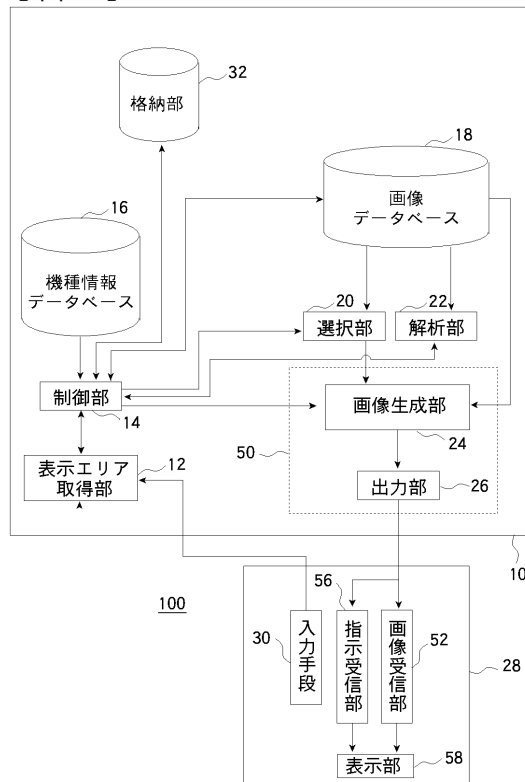 32
格納部
18
画像
データベース
16
機種情報
データベース
20
選択部
22
解析部
制御部
14
画像生成部
24
50
表示エリア
取得部
12
出力部
26
10
100
56
30
入力手段
指示受信部
画像受信部
52
28
表示部
58